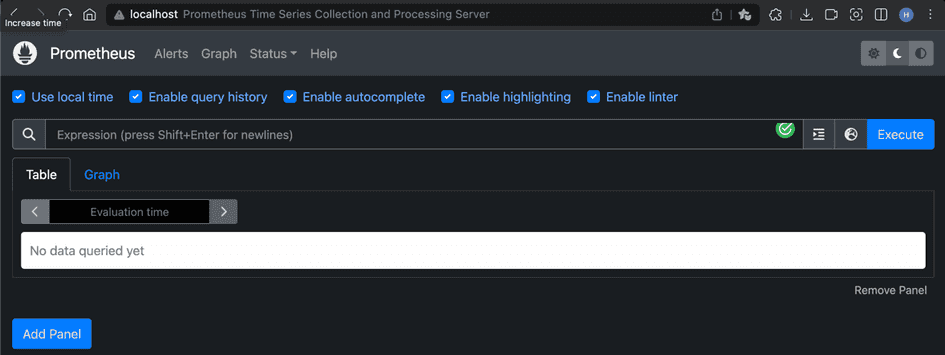 localhost Prometheus Time Series Collection and Processing Server
H
Increase time
Prometheus Alerts Graph Status Help
Use local time Enable query history Enable autocomplete Enable highlighting Enable linter
Expression (press Shift+Enter for newlines) Execute
Table Graph
Evaluation time
No data queried yet
Remove Panel
Add Panel